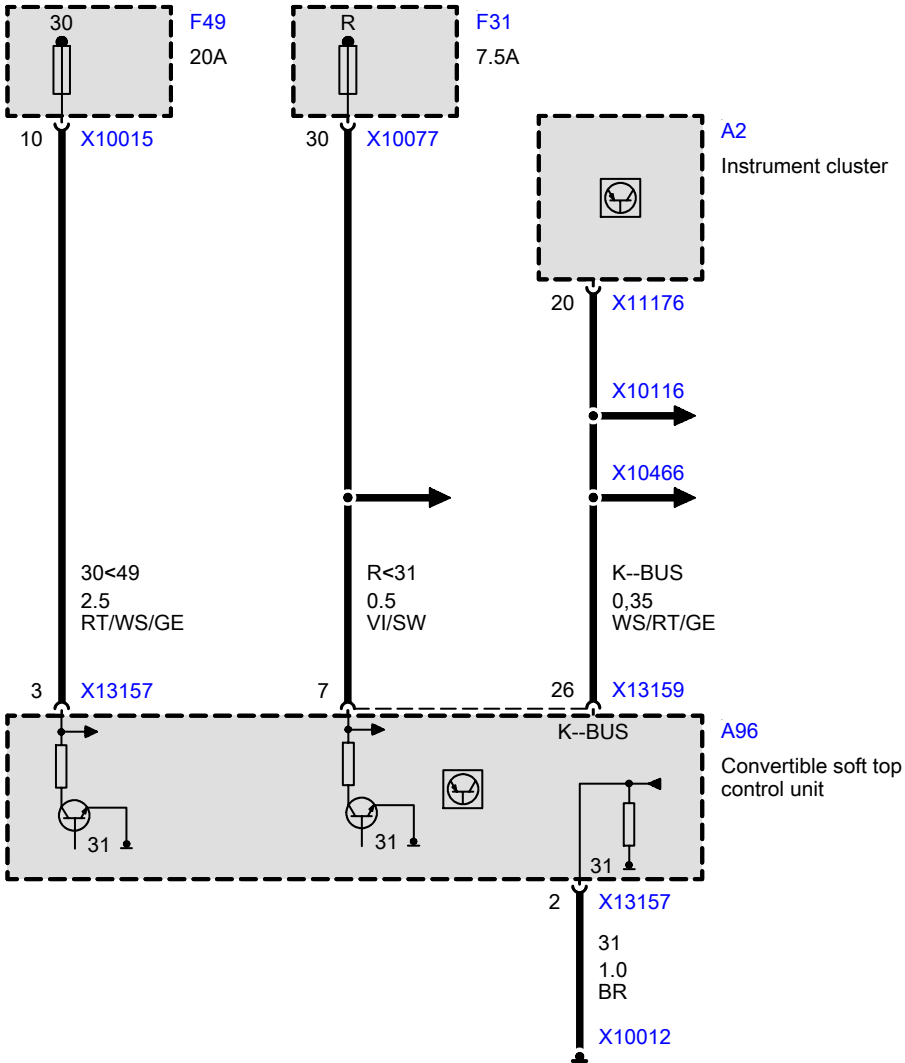 30
F49
20A
R
F31
7.5A
10 X10015
30 X10077
A2
Instrument cluster
20 X11176
X10116
X10466
30<49
2.5
RT/WS/GE
R<31
0.5
VI/SW
K--BUS
0,35
WS/RT/GE
3 X13157
7
26 X13159
K--BUS
A96
Convertible soft top
control unit
31
31
31
2 X13157
31
1.0
BR
X10012